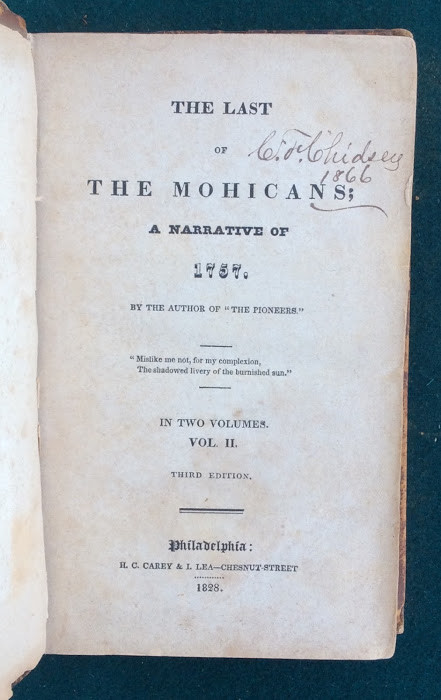 THE LAST
OF
C. F. Chidsey
1866
THE MOHICANS;
A NARRATIVE OF
1757.
BY THE AUTHOR OF "THE PIONEERS."
"Mislike me not, for my complexion,
The shadowed livery of the burnished sun."
IN TWO VOLUMES.
VOL. II.
THIRD EDITION.
Philadelphia:
H. C. CAREY & I. LEA—CHESNUT-STREET
1828.